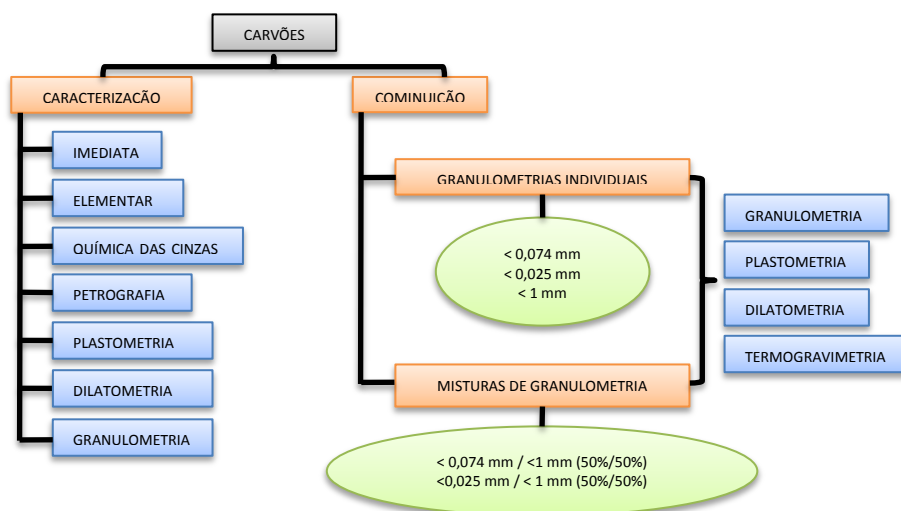 CARVÕES
CARACTERIZACÃO
IMEDIATA
ELEMENTAR
QUÍMICA DAS CINZAS
PETROGRAFIA
PLASTOMETRIA
DILATOMETRIA
GRANULOMETRIA
COMINUICÃO
GRANULOMETRIAS INDIVIDUAIS
< 0,074 mm
< 0,025 mm
< 1 mm
MISTURAS DE GRANULOMETRIA
< 0,074 mm / <1 mm (50%/50%)
<0,025 mm / < 1 mm (50%/50%)
GRANULOMETRIA
PLASTOMETRIA
DILATOMETRIA
TERMOGRAVIMETRIA